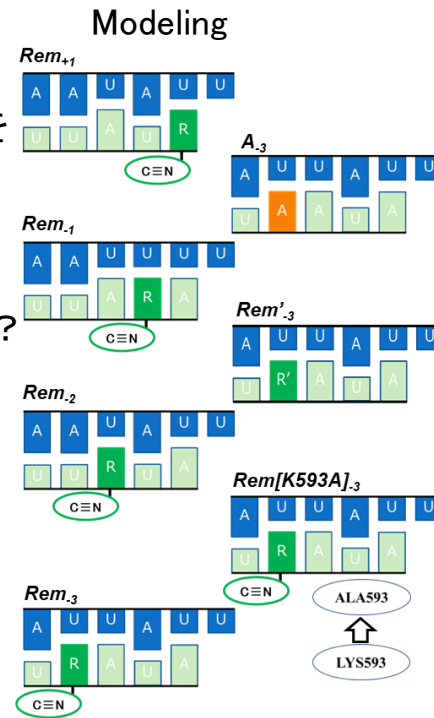 Modeling
Rem+1
A A U A U U
U U A U R
C≡N
A-3
A U U A U U
U A A U A
Rem-1
A A U U U U
U U A R A
C≡N
?
Rem'-3
A U U A U U
U R' A U A
Rem-2
A A U A U U
U U R U A
C≡N
Rem[K593A]-3
A U U A U U
U R A U A
C≡N
ALA593
LYS593
Rem-3
A U U A U U
U R A U A
C≡N